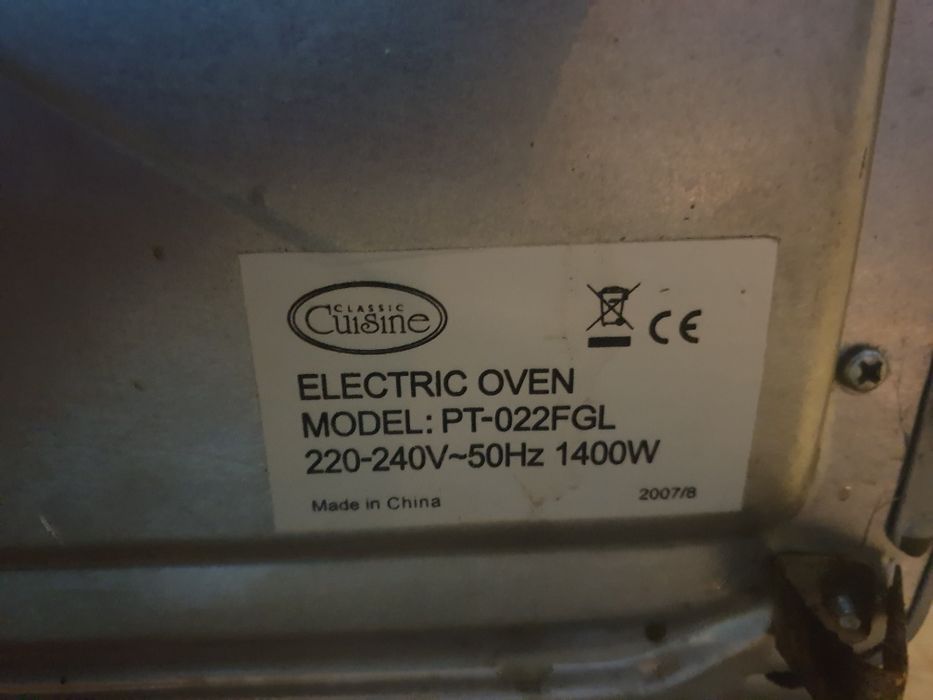 CLASSIC
Cuisine
CE
ELECTRIC OVEN
MODEL: PT-022FGL
220-240V~50Hz 1400W
Made in China
2007/8